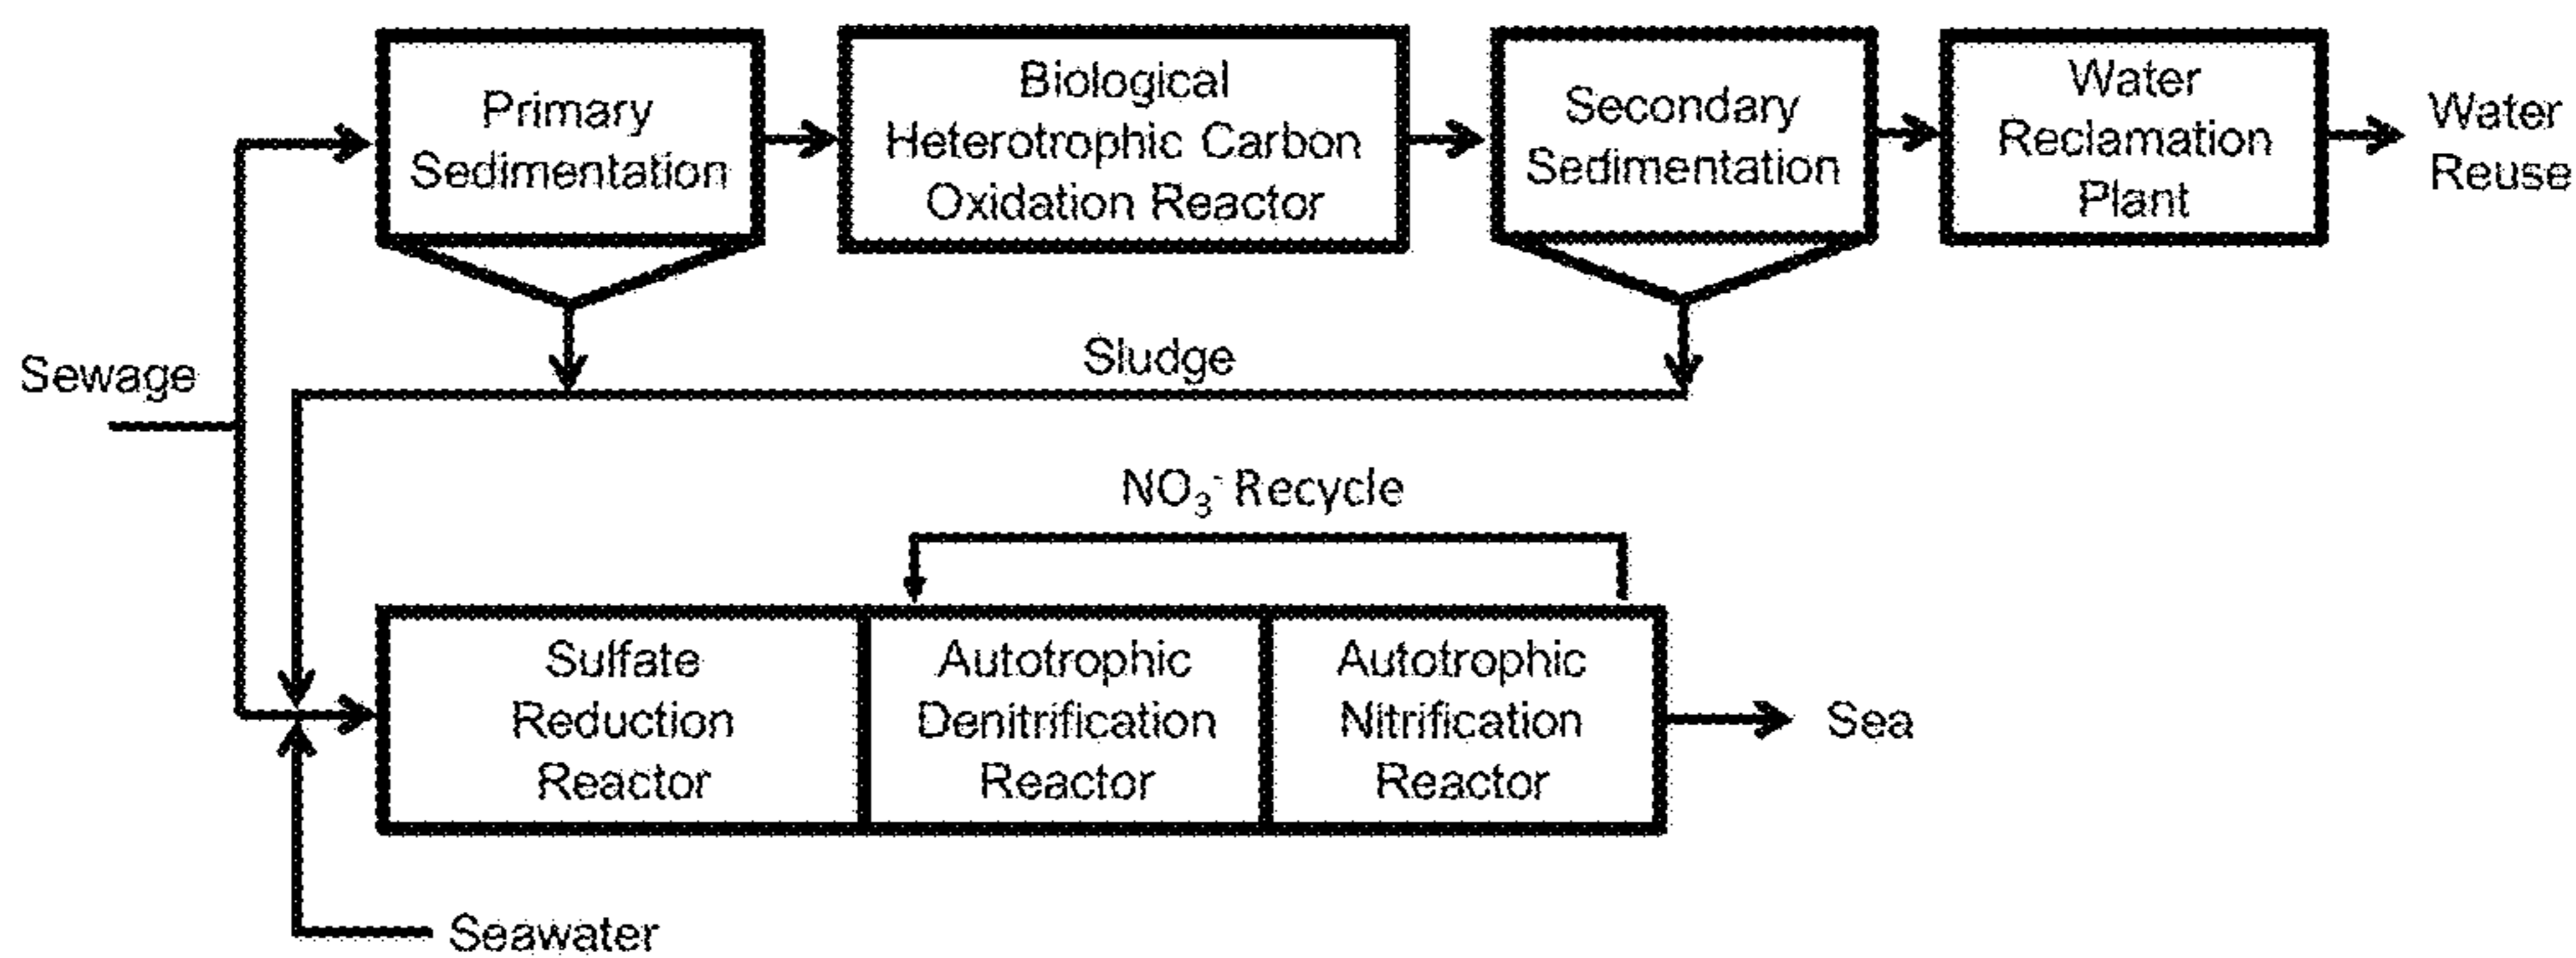 Primary
Sedimentation
Biological
Heterotrophic Carbon
Oxidation Reactor
Secondary
Sedimentation
Water
Reclamation
Plant
Water
Reuse
Sewage
Sludge
NO₃⁻ Recycle
Sulfate
Reduction
Reactor
Autotrophic
Denitrification
Reactor
Autotrophic
Nitrification
Reactor
Sea
Seawater